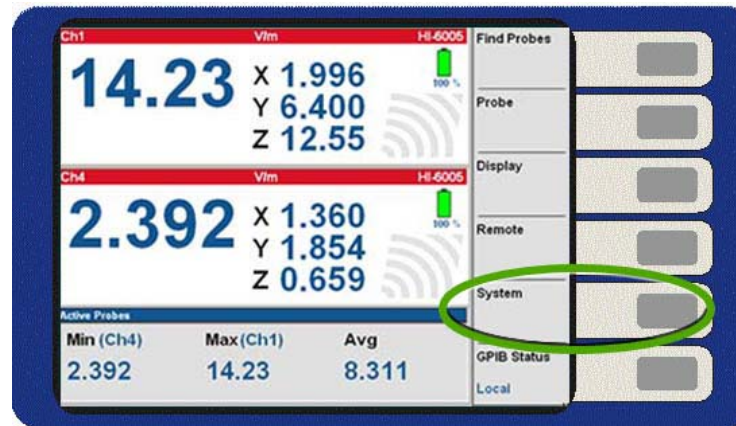 Ch1 V/m HI-6005
14.23
X 1.996
Y 6.400
Z 12.55
100 %
Ch4 V/m HI-6005
2.392
X 1.360
Y 1.854
Z 0.659
100 %
Active Probes
Min (Ch4) Max(Ch1) Avg
2.392 14.23 8.311
Find Probes
Probe
Display
Remote
System
GPIB Status
Local